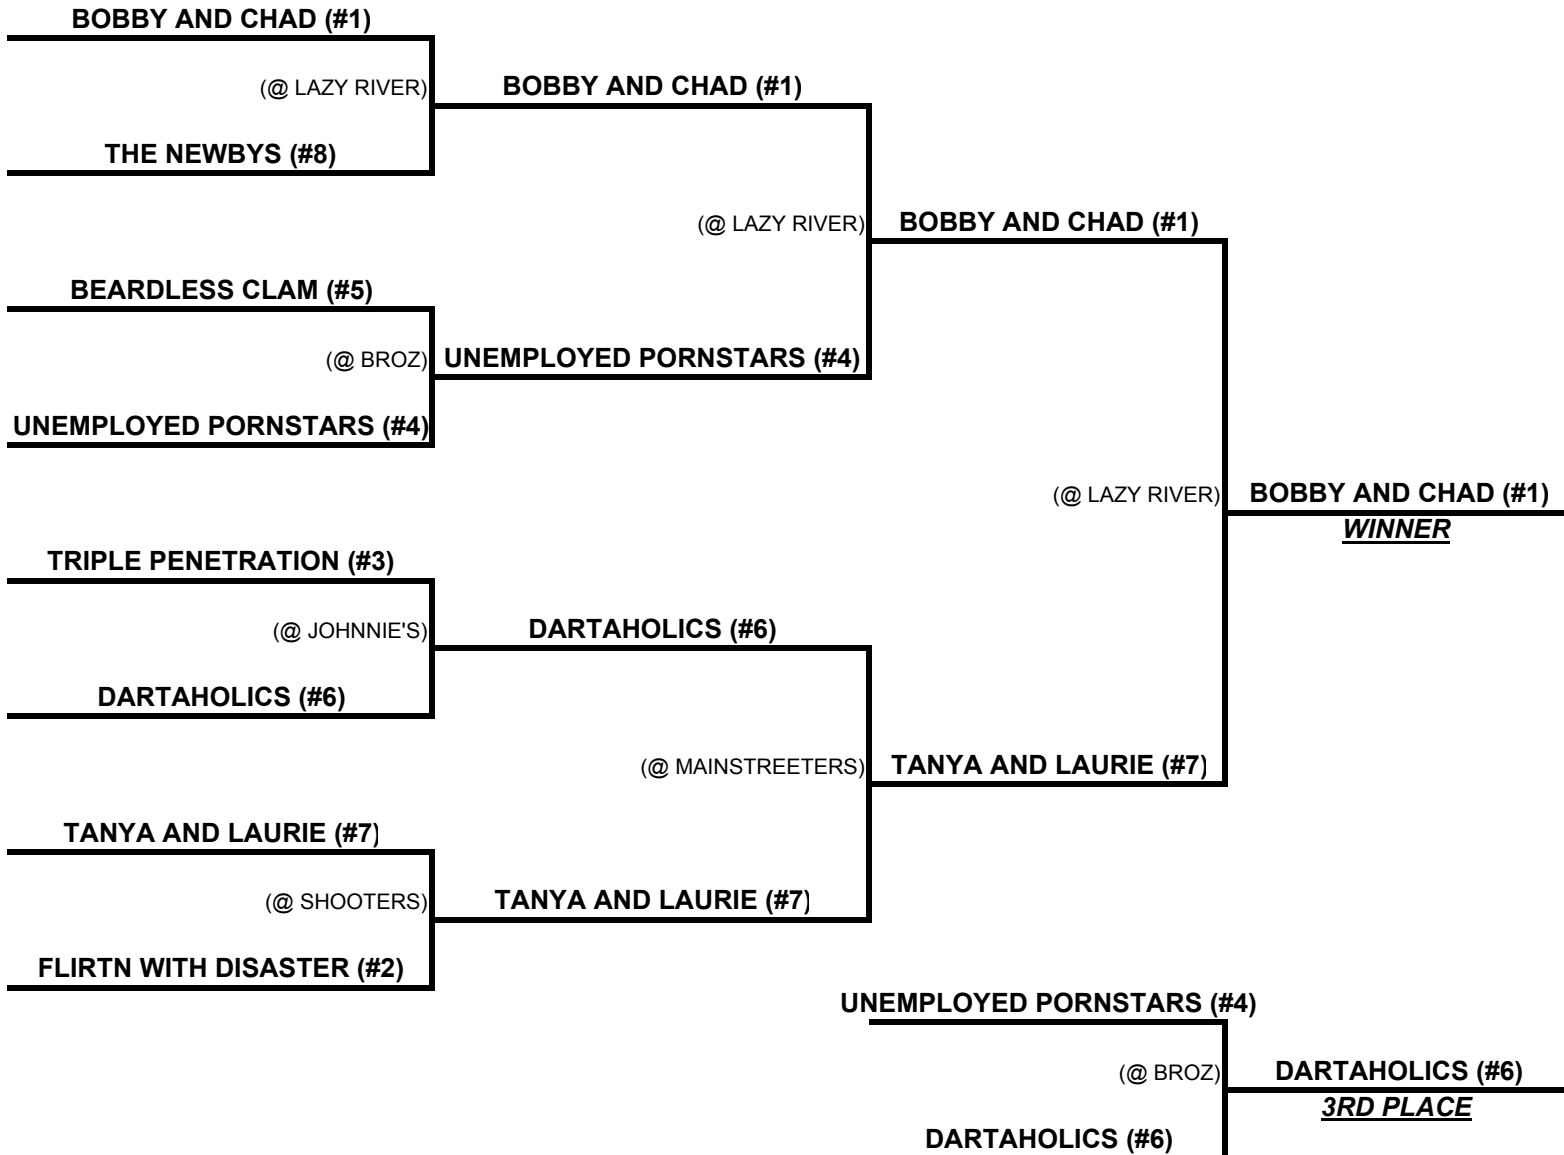 BOBBY AND CHAD (#1)
(@ LAZY RIVER)
BOBBY AND CHAD (#1)
THE NEWBYS (#8)
(@ LAZY RIVER)
BOBBY AND CHAD (#1)
BEARDLESS CLAM (#5)
(@ BROZ)
UNEMPLOYED PORNSTARS (#4)
UNEMPLOYED PORNSTARS (#4)
(@ LAZY RIVER)
BOBBY AND CHAD (#1)
WINNER
TRIPLE PENETRATION (#3)
(@ JOHNNIE'S)
DARTAHOLICS (#6)
DARTAHOLICS (#6)
(@ MAINSTREETERS)
TANYA AND LAURIE (#7)
TANYA AND LAURIE (#7)
(@ SHOOTERS)
TANYA AND LAURIE (#7)
FLIRTN WITH DISASTER (#2)
UNEMPLOYED PORNSTARS (#4)
(@ BROZ)
DARTAHOLICS (#6)
3RD PLACE
DARTAHOLICS (#6)